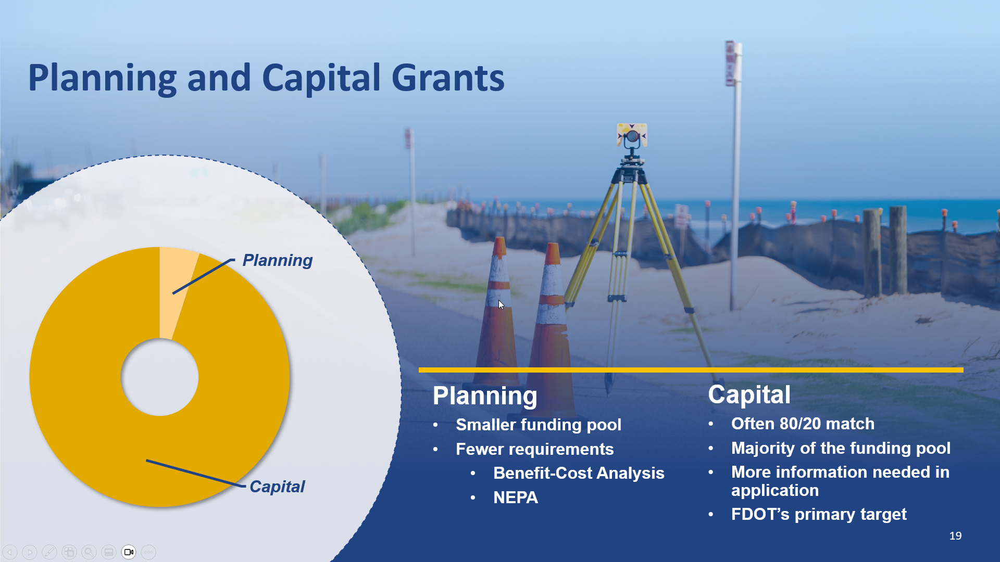 Planning and Capital Grants
Planning
Capital
Planning
• Smaller funding pool
• Fewer requirements
• Benefit-Cost Analysis
• NEPA
Capital
• Often 80/20 match
• Majority of the funding pool
• More information needed in
application
• FDOT’s primary target
19